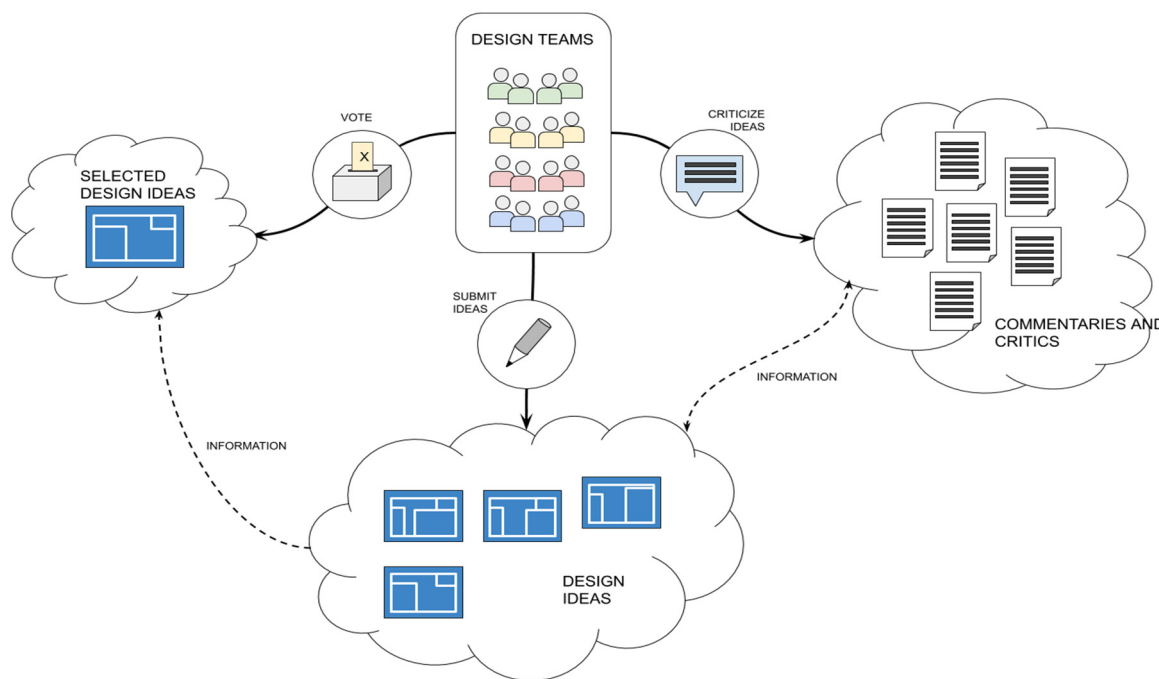 DESIGN TEAMS
VOTE
X
CRITICIZE
IDEAS
SELECTED
DESIGN IDEAS
SUBMIT
IDEAS
COMMENTARIES AND
CRITICS
INFORMATION
INFORMATION
DESIGN
IDEAS